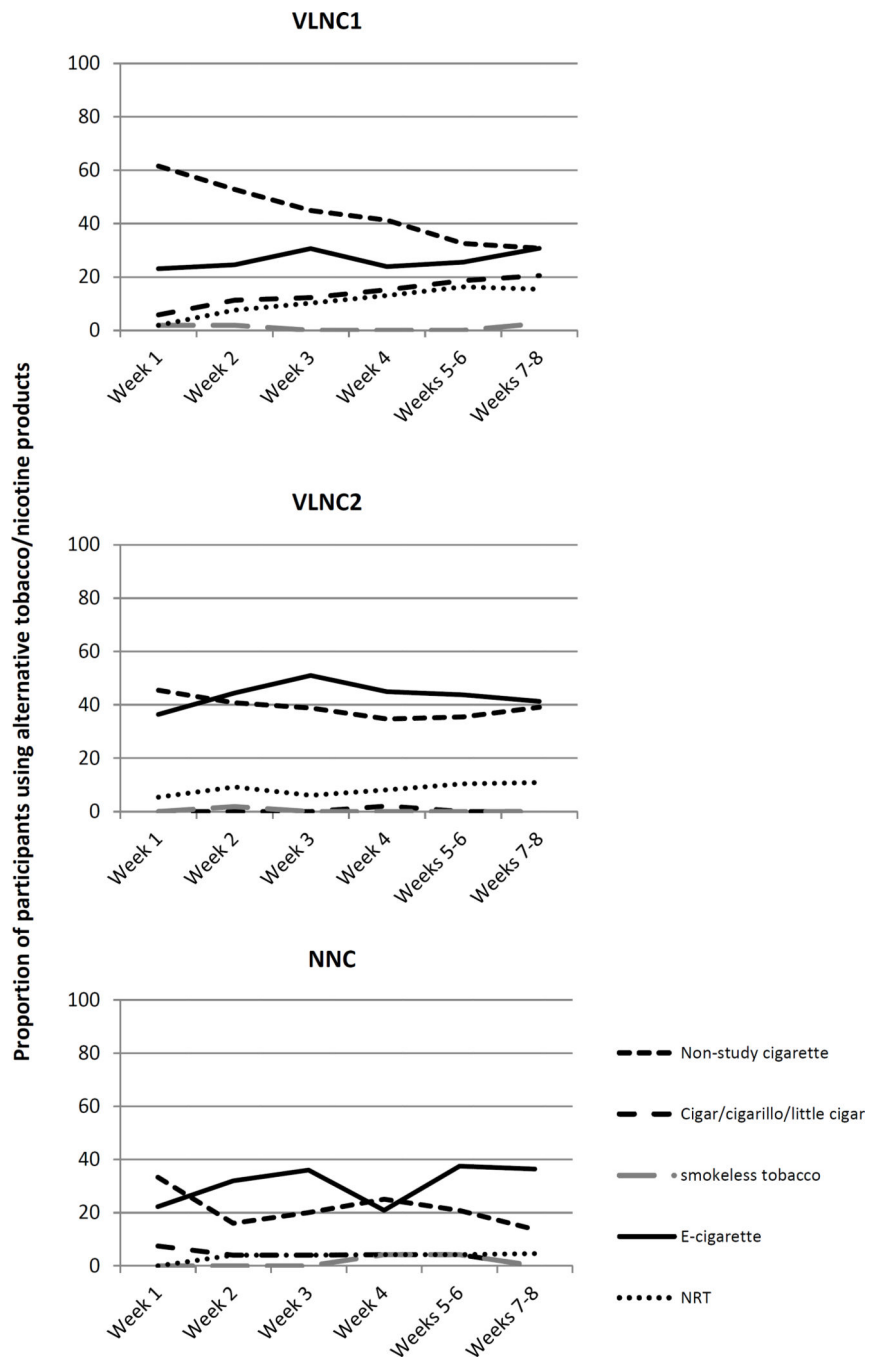 Proportion of participants using alternative tobacco/nicotine products
VLNC1
100
80
60
40
20
0
Week 1
Week 2
Week 3
Week 4
Weeks 5-6
Weeks 7-8
VLNC2
100
80
60
40
20
0
Week 1
Week 2
Week 3
Week 4
Weeks 5-6
Weeks 7-8
NNC
100
80
60
40
20
0
Week 1
Week 2
Week 3
Week 4
Weeks 5-6
Weeks 7-8
Non-study cigarette
Cigar/cigarillo/little cigar
smokeless tobacco
E-cigarette
NRT